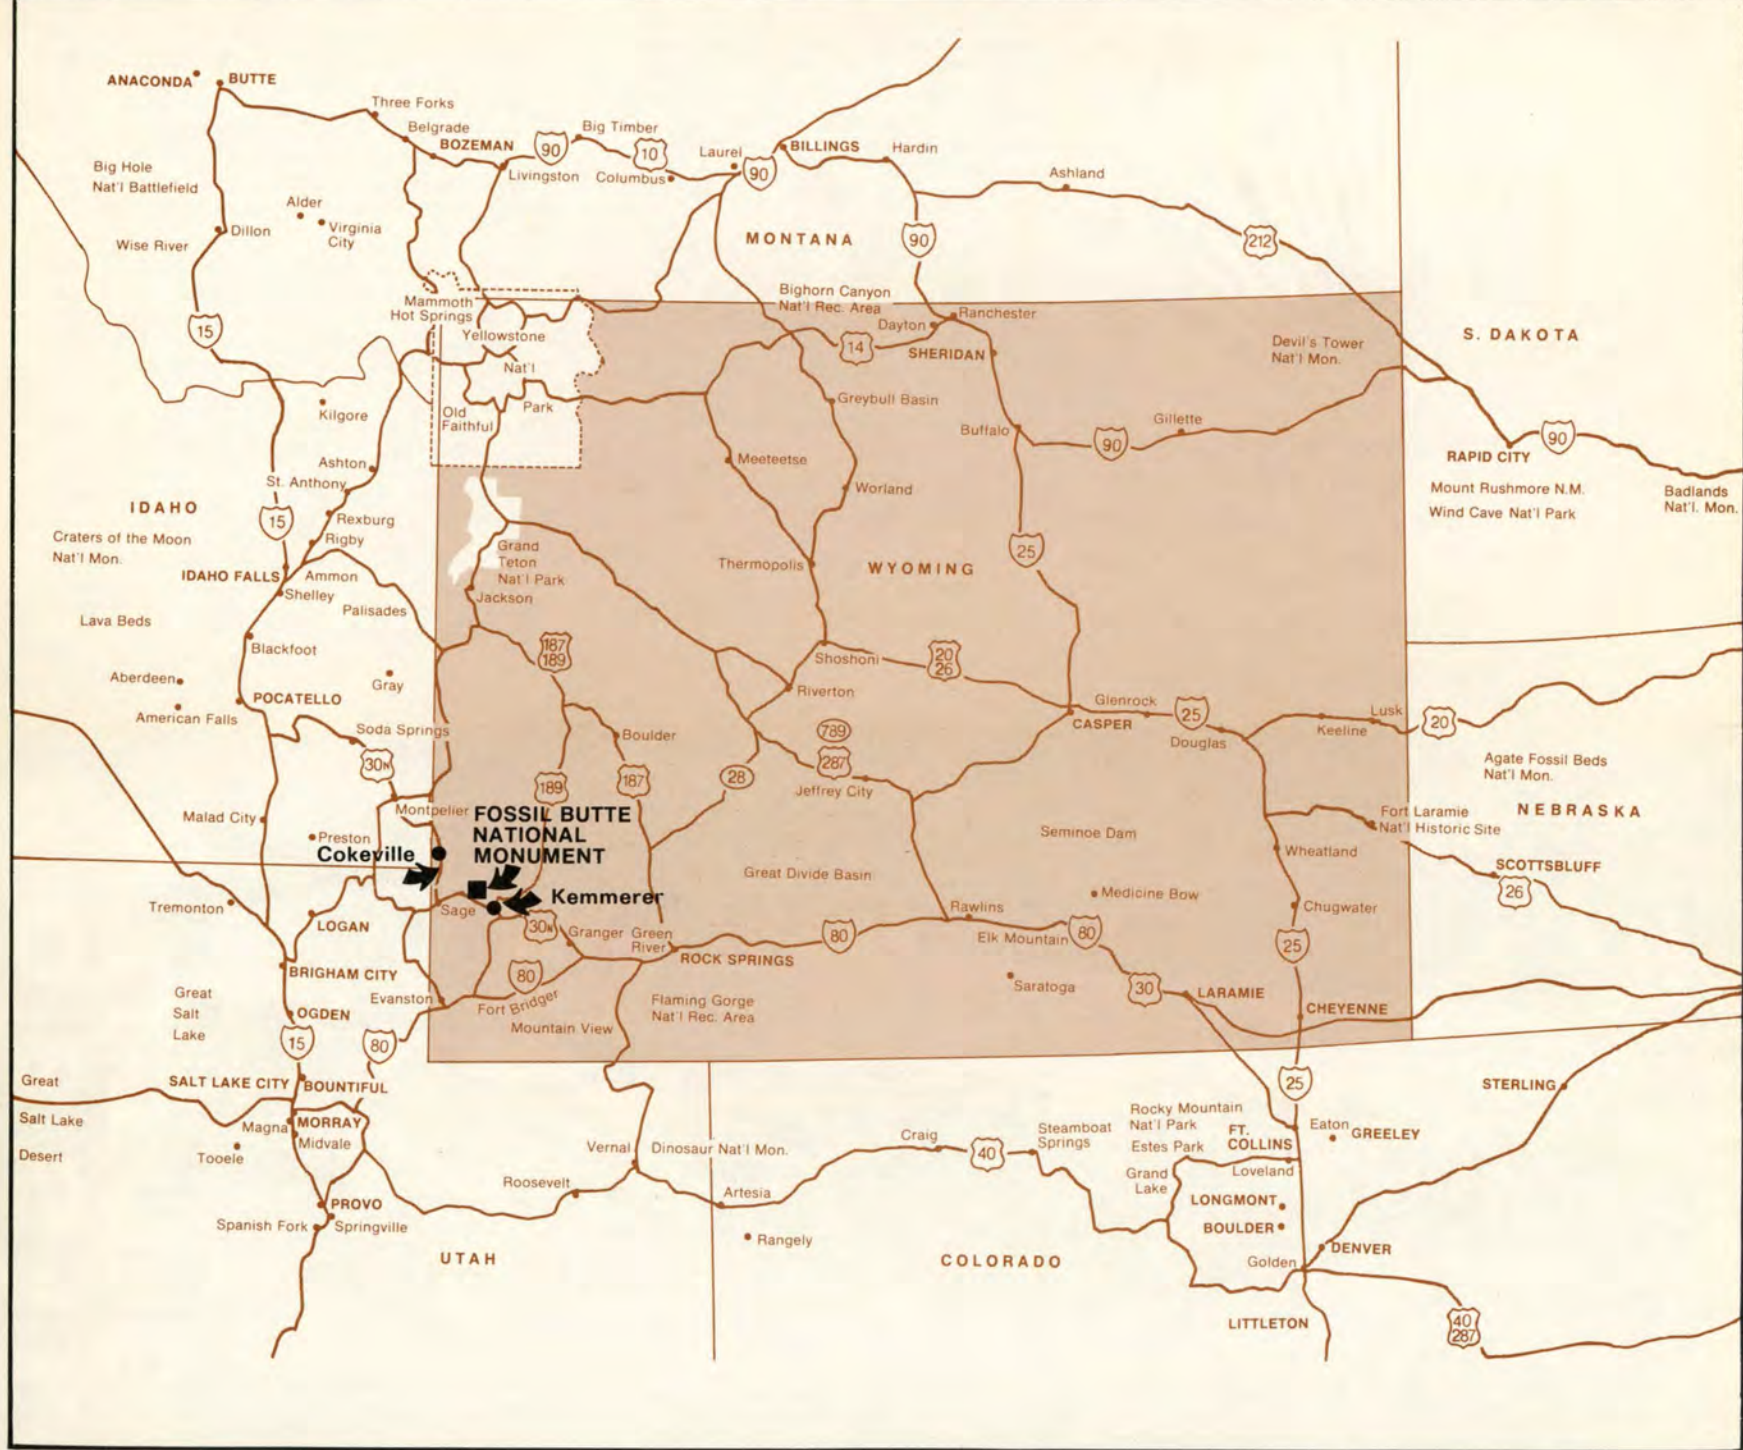 ANACONDA
BUTTE
Three Forks
Belgrade
BOZEMAN
90
Big Timber
10
Laurel
BILLINGS
Hardin
Livingston
Columbus
90
Ashland
Big Hole
Nat'l Battlefield
Alder
Virginia
City
Dillon
Wise River
MONTANA
90
212
Mammoth
Hot Springs
Bighorn Canyon
Nat'l Rec. Area
Ranchester
Dayton
15
Yellowstone
14
SHERIDAN
Devil's Tower
Nat'l Mon.
S. DAKOTA
Nat'l
Kilgore
Old
Faithful
Park
Greybull Basin
Buffalo
Gillette
90
90
RAPID CITY
Ashton
Meeteetse
St. Anthony
Worland
Mount Rushmore N.M.
Wind Cave Nat'l Park
Badlands
Nat'l. Mon.
IDAHO
15
Rexburg
Craters of the Moon
Nat'l Mon.
Rigby
Grand
Teton
Nat'l Park
25
Thermopolis
WYOMING
IDAHO FALLS
Ammon
Shelley
Jackson
Palisades
Lava Beds
187
189
Blackfoot
Shoshoni
20
26
Aberdeen
Gray
Riverton
POCATELLO
American Falls
Glenrock
25
Lusk
CASPER
Keeline
20
Soda Springs
Boulder
789
Douglas
30N
287
Agate Fossil Beds
Nat'l Mon.
189
187
28
Jeffrey City
Montpelier
FOSSIL BUTTE
NATIONAL
MONUMENT
Malad City
Preston
Seminoe Dam
Fort Laramie
Nat'l Historic Site
NEBRASKA
Cokeville
Wheatland
Great Divide Basin
SCOTTSBLUFF
26
Kemmerer
Medicine Bow
Tremonton
Sage
Rawlins
Chugwater
LOGAN
30N
Granger
Green
River
80
Elk Mountain
80
25
ROCK SPRINGS
BRIGHAM CITY
80
Saratoga
30
LARAMIE
Great
Salt
Lake
Evanston
Fort Bridger
Flaming Gorge
Nat'l Rec. Area
CHEYENNE
OGDEN
Mountain View
15
80
Great
Salt Lake
Desert
SALT LAKE CITY
BOUNTIFUL
25
STERLING
Magna
MORRAY
Midvale
Tooele
Rocky Mountain
Nat'l Park
Estes Park
FT.
COLLINS
Eaton
GREELEY
Vernal
Dinosaur Nat'l Mon.
Craig
40
Steamboat
Springs
Grand
Lake
Loveland
Roosevelt
Artesia
LONGMONT
PROVO
Spanish Fork
Springville
Rangely
BOULDER
UTAH
COLORADO
Golden
DENVER
LITTLETON
40
287